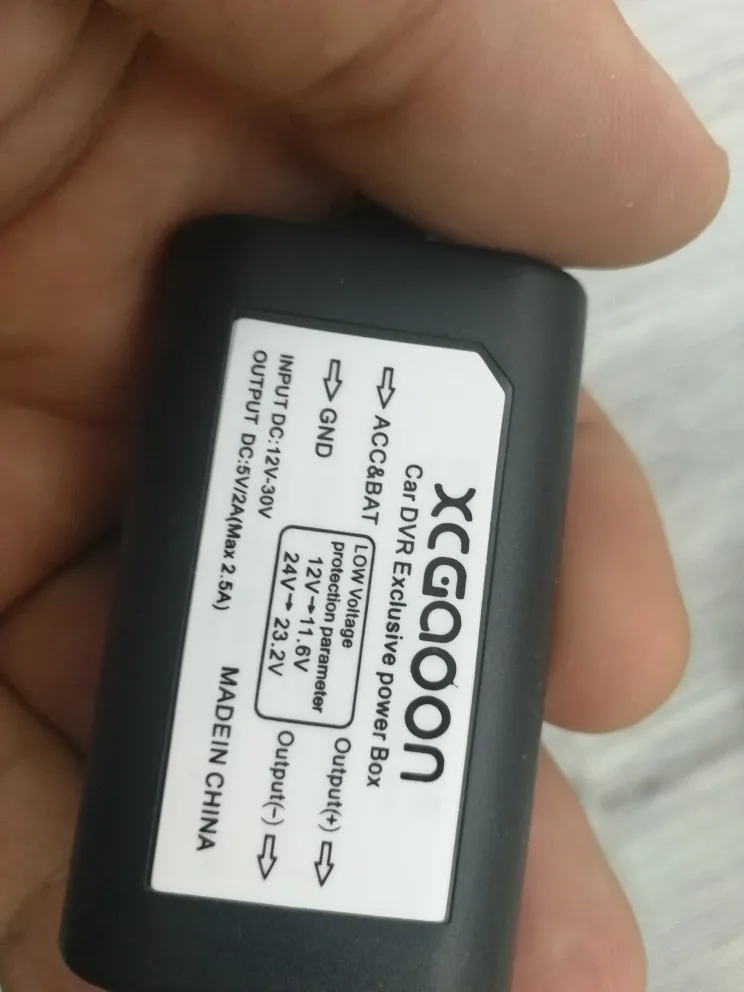 XCGaoon
Car DVR Exclusive power Box
⇨ ACC&BAT
⇨ GND
LOW Voltage
protection parameter
12V→11.6V
24V→23.2V
Output(+) ⇨
Output(-) ⇨
INPUT DC:12V-30V
OUTPUT DC:5V/2A(Max 2.5A)
MADEIN CHINA